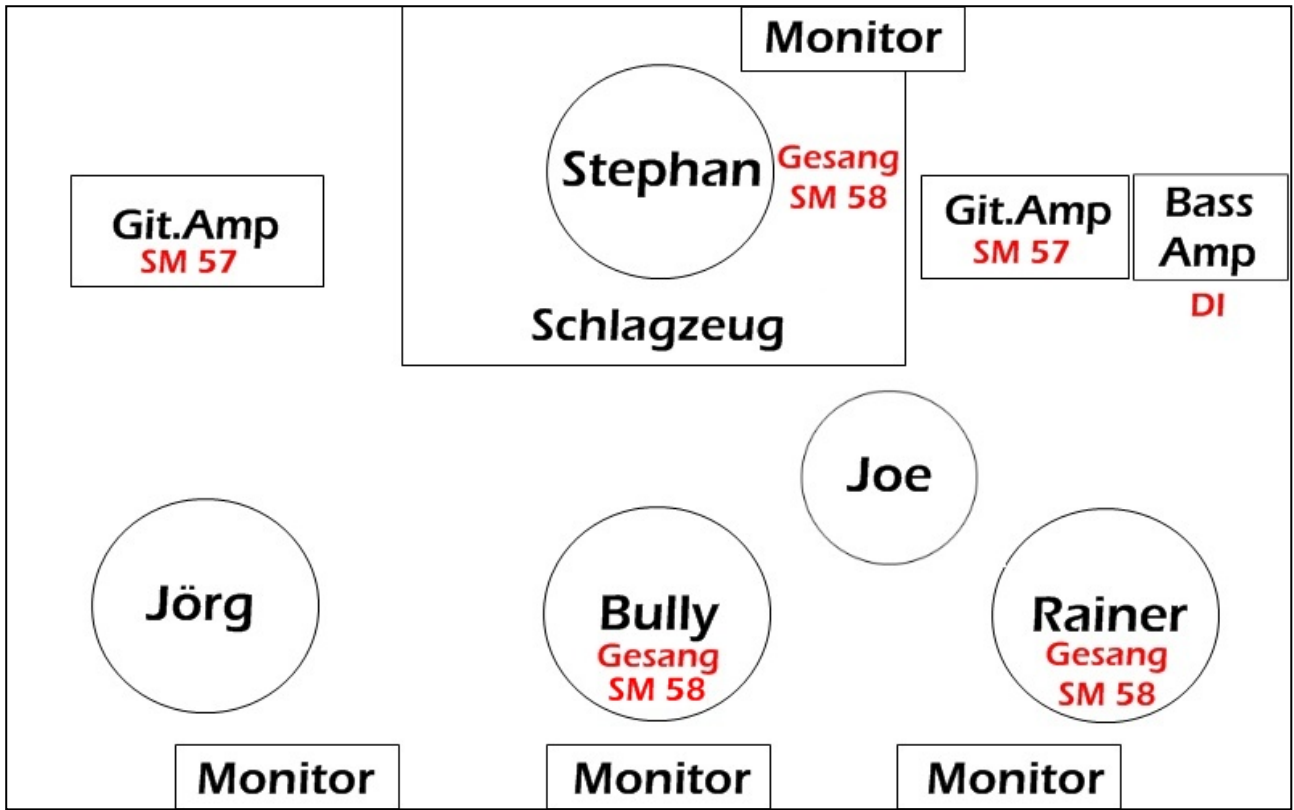 Monitor
Stephan
Gesang
SM 58
Git.Amp
SM 57
Git.Amp
SM 57
Bass
Amp
DI
Schlagzeug
Joe
Jörg
Bully
Gesang
SM 58
Rainer
Gesang
SM 58
Monitor
Monitor
Monitor